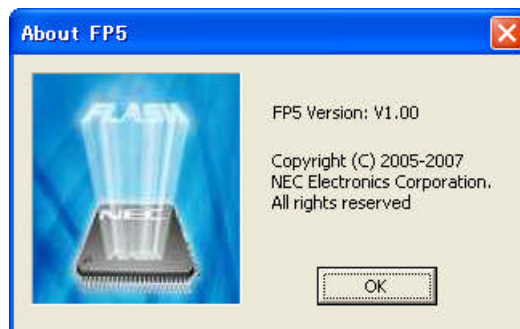 About FP5
FLASH
NEC
FP5 Version: V1.00
Copyright (C) 2005-2007
NEC Electronics Corporation.
All rights reserved
OK